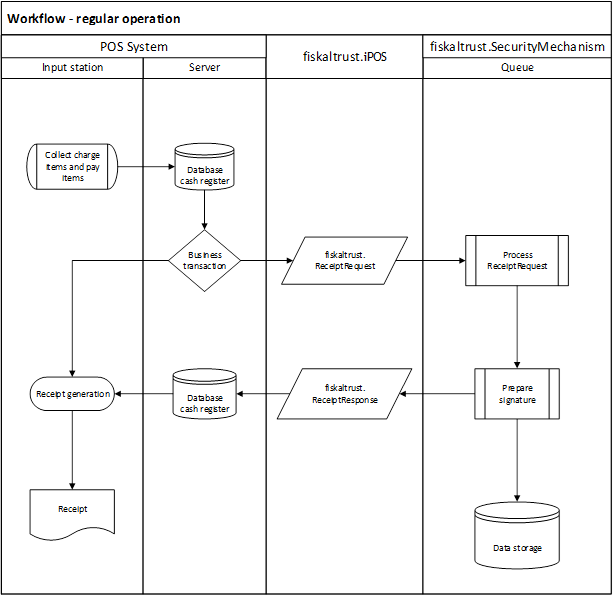 Workflow - regular operation
POS System
fiskaltrust.iPOS
fiskaltrust.SecurityMechanism
Input station
Server
Queue
Collect charge
items and pay
items
Database
cash register
Business
transaction
fiskaltrust.
ReceiptRequest
Process
ReceiptRequest
Receipt generation
Database
cash register
fiskaltrust.
ReceiptResponse
Prepare
signature
Receipt
Data storage